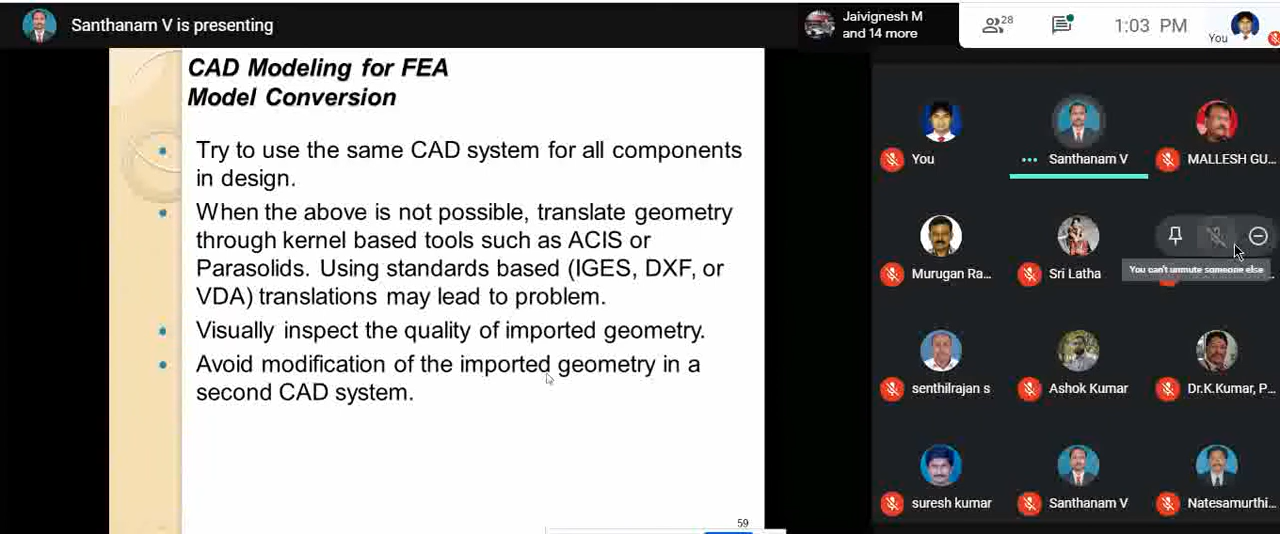 Santhanam V is presenting
Jaivignesh M
and 14 more
28
1:03 PM
You
CAD Modeling for FEA
Model Conversion
Try to use the same CAD system for all components
in design.
When the above is not possible, translate geometry
through kernel based tools such as ACIS or
Parasolids. Using standards based (IGES, DXF, or
VDA) translations may lead to problem.
Visually inspect the quality of imported geometry.
Avoid modification of the imported geometry in a
second CAD system.
59
You
Santhanam V
MALLESH GU...
Murugan Ra...
Sri Latha
You can't unmute someone else
senthilrajan s
Ashok Kumar
Dr.K.Kumar, P...
suresh kumar
Santhanam V
Natesamurthi...